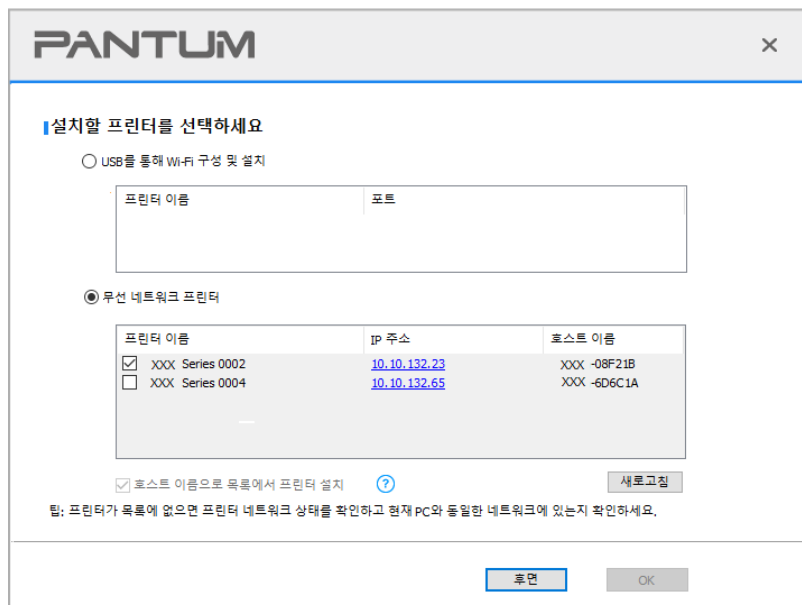 PANTUM
설치할 프린터를 선택하세요
USB를 통해 Wi-Fi 구성 및 설치
프린터 이름 포트
무선 네트워크 프린터
프린터 이름 IP 주소 호스트 이름
XXX Series 0002 10.10.132.23 XXX -08F21B
XXX Series 0004 10.10.132.65 XXX -6D6C1A
호스트 이름으로 목록에서 프린터 설치 ? 새로고침
팁: 프린터가 목록에 없으면 프린터 네트워크 상태를 확인하고 현재 PC와 동일한 네트워크에 있는지 확인하세요.
후면 OK